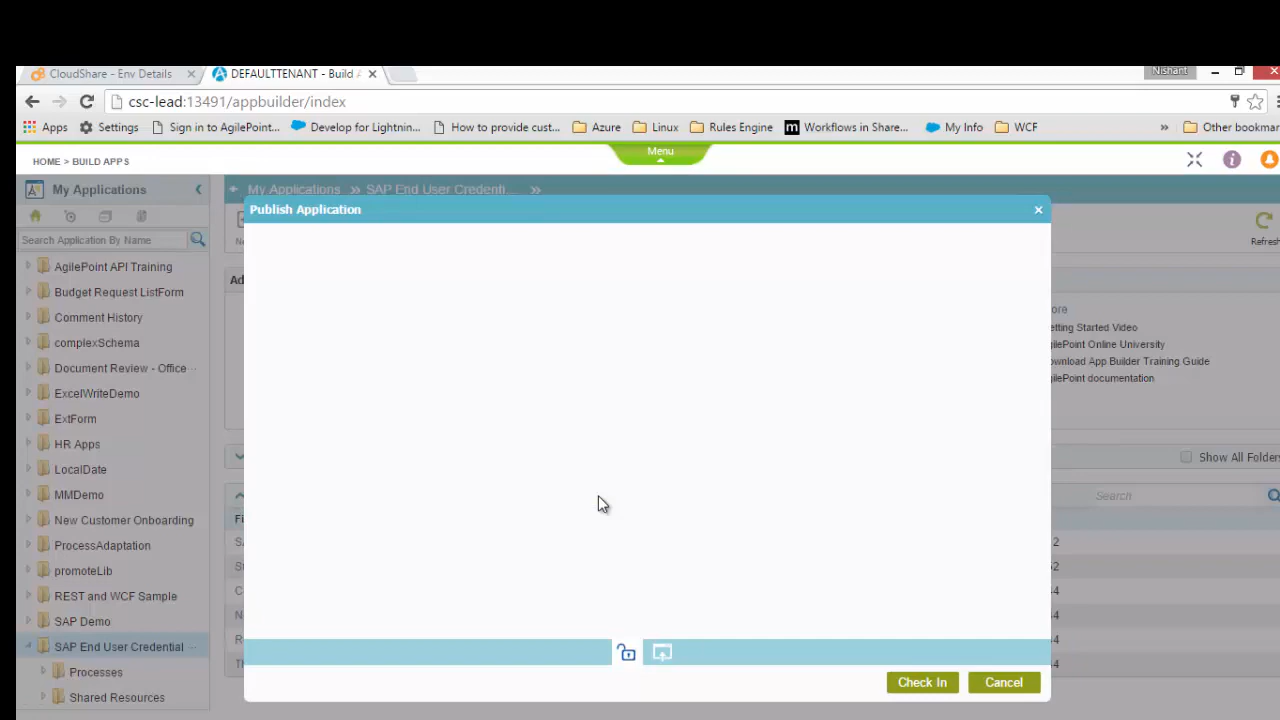 CloudShare - Env Details
DEFAULTTENANT - Build
Nishant
csc-lead:13491/appbuilder/index
Apps Settings Sign in to AgilePoint... Develop for Lightnin... How to provide cust... Azure Linux Rules Engine Workflows in Share... My Info WCF » Other bookmar
HOME > BUILD APPS
Menu
My Applications
My Applications » SAP End User Credenti... »
Publish Application
Search Application By Name
Refresh
AgilePoint API Training
Budget Request ListForm
Comment History
complexSchema
Document Review - Office ...
ExcelWriteDemo
ExtForm
HR Apps
LocalDate
MMDemo
New Customer Onboarding
ProcessAdaptation
promoteLib
REST and WCF Sample
SAP Demo
SAP End User Credential ...
Processes
Shared Resources
Ad
ore
etting Started Video
gilePoint Online University
ownload App Builder Training Guide
gilePoint documentation
Show All Folder
Search
Fi
Check In
Cancel